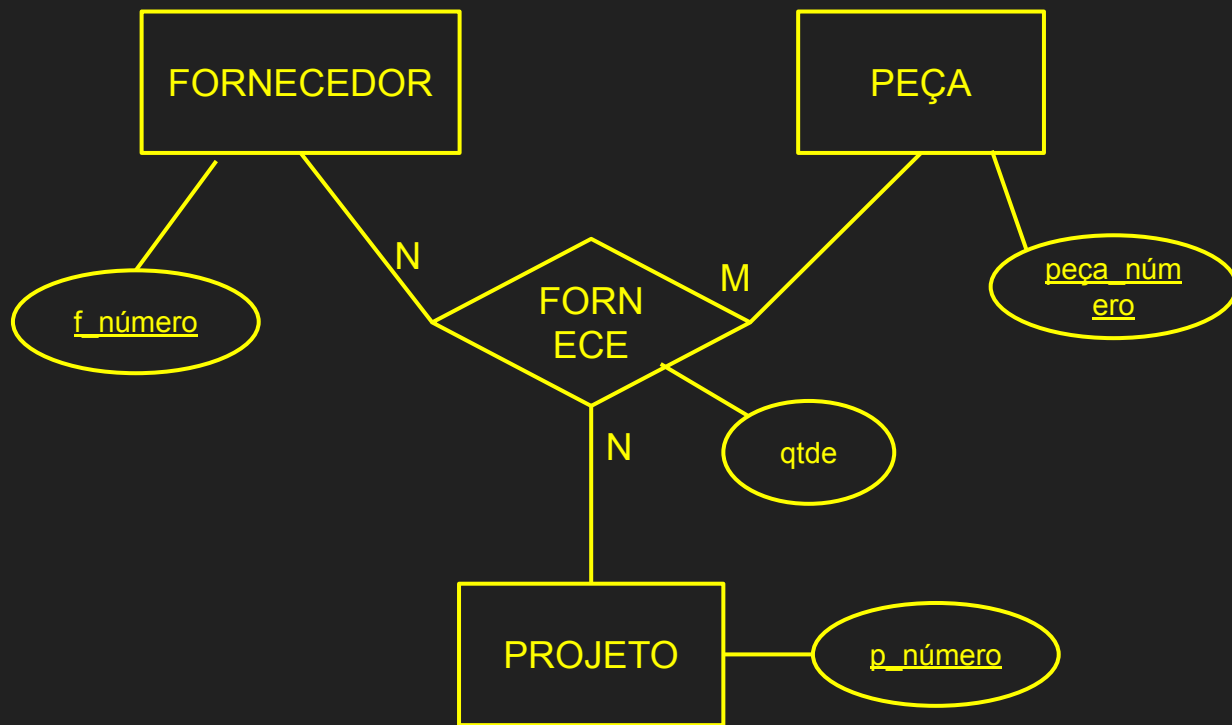 FORNECEDOR
PEÇA
N
M
FORN
ECE
f_número
peça_núm
ero
N
qtde
PROJETO
p_número